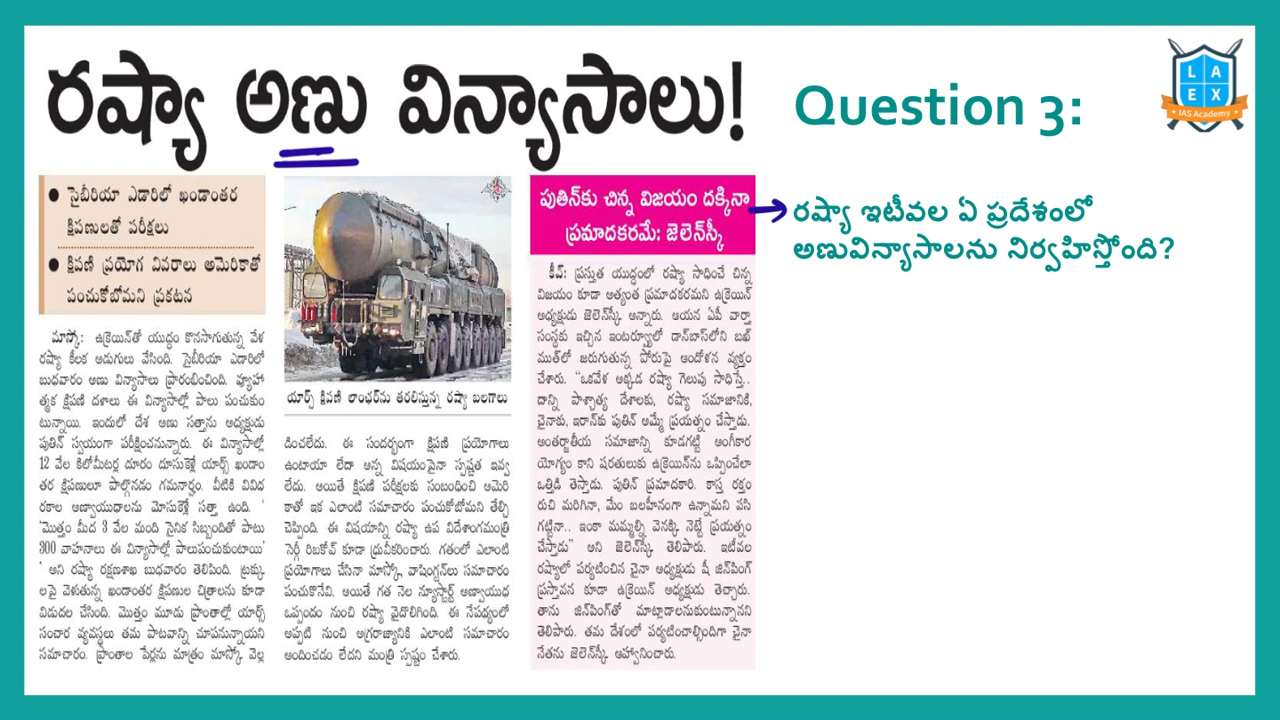 రష్యా అణు విన్యాసాలు!
● సైబీరియా ఎడారిలో ఖండాంతర
క్షిపణులతో పరీక్షలు
● క్షిపణి ప్రయోగ వివరాలు అమెరికాతో
పంచుకోబోమని ప్రకటన
మాస్కో: ఉక్రెయిన్‌తో యుద్ధం కొనసాగుతున్న వేళ
రష్యా కీలక అడుగులు వేసింది. సైబీరియా ఎడారిలో
బుధవారం అణు విన్యాసాలు ప్రారంభించింది. వ్యూహా
త్మక క్షిపణి దళాలు ఈ విన్యాసాల్లో పాలు పంచుకుం
టున్నాయి. ఇందులో దేశ అణు సత్తాను అధ్యక్షుడు
పుతిన్ స్వయంగా పరీక్షించనున్నారు. ఈ విన్యాసాల్లో
12 వేల కిలోమీటర్ల దూరం దూసుకెళ్లే యార్స్ ఖండాం
తర క్షిపణులూ పాల్గొనడం గమనార్హం. వీటికి వివిధ
రకాల అణ్వాయుధాలను మోసుకెళ్లే సత్తా ఉంది. '
'మొత్తం మీద 3 వేల మంది సైనిక సిబ్బందితో పాటు
300 వాహనాలు ఈ విన్యాసాల్లో పాలుపంచుకుంటాయి'
' అని రష్యా రక్షణశాఖ బుధవారం తెలిపింది. ట్రక్కు
లపై వెళుతున్న ఖండాంతర క్షిపణుల చిత్రాలను కూడా
విడుదల చేసింది. మొత్తం మూడు ప్రాంతాల్లో యార్స్
సంచార వ్యవస్థలు తమ పాటవాన్ని చూపనున్నాయని
సమాచారం. ప్రాంతాల పేర్లను మాత్రం మాస్కో వెల్ల
యార్స్ క్షిపణి లాంఛర్‌ను తరలిస్తున్న రష్యా బలగాలు
డించలేదు. ఈ సందర్భంగా క్షిపణి ప్రయోగాలు
ఉంటాయా లేదా అన్న విషయంపైనా స్పష్టత ఇవ్వ
లేదు. అయితే క్షిపణి పరీక్షలకు సంబంధించి అమెరి
కాతో ఇక ఎలాంటి సమాచారం పంచుకోబోమని తేల్చి
చెప్పింది. ఈ విషయాన్ని రష్యా ఉప విదేశాంగమంత్రి
సెర్గీ రిబకోవ్ కూడా ధ్రువీకరించారు. గతంలో ఎలాంటి
ప్రయోగాలు చేసినా మాస్కో, వాషింగ్టన్‌లు సమాచారం
పంచుకొనేవి. అయితే గత నెల న్యూస్టార్ట్ అణ్వాయుధ
ఒప్పందం నుంచి రష్యా వైదొలిగింది. ఈ నేపథ్యంలో
అప్పటి నుంచి అగ్రరాజ్యానికి ఎలాంటి సమాచారం
అందించడం లేదని మంత్రి స్పష్టం చేశారు.
పుతిన్‌కు చిన్న విజయం దక్కినా
ప్రమాదకరమే: జెలెన్‌స్కీ
కీవ్: ప్రస్తుత యుద్ధంలో రష్యా సాధించే చిన్న
విజయం కూడా అత్యంత ప్రమాదకరమని ఉక్రెయిన్
అధ్యక్షుడు జెలెన్‌స్కీ అన్నారు. ఆయన ఏపీ వార్తా
సంస్థకు ఇచ్చిన ఇంటర్వ్యూలో డాన్‌బాస్‌లోని బఖ్
ముత్‌లో జరుగుతున్న పోరుపై ఆందోళన వ్యక్తం
చేశారు. "ఒకవేళ అక్కడ రష్యా గెలుపు సాధిస్తే..
దాన్ని పాశ్చాత్య దేశాలకు, రష్యా సమాజానికి,
చైనాకు, ఇరాన్‌కు పుతిన్ అమ్మే ప్రయత్నం చేస్తాడు.
అంతర్జాతీయ సమాజాన్ని కూడగట్టి అంగీకార
యోగ్యం కాని షరతులకు ఉక్రెయిన్‌ను ఒప్పించేలా
ఒత్తిడి తెస్తాడు. పుతిన్ ప్రమాదకారి. కాస్త రక్తం
రుచి మరిగినా, మేం బలహీనంగా ఉన్నామని పసి
గట్టినా.. ఇంకా మమ్మల్ని వెనక్కి నెట్టే ప్రయత్నం
చేస్తాడు" అని జెలెన్‌స్కీ తెలిపారు. ఇటీవల
రష్యాలో పర్యటించిన చైనా అధ్యక్షుడు షీ జిన్‌పింగ్
ప్రస్తావన కూడా ఉక్రెయిన్ అధ్యక్షుడు తెచ్చారు.
తాను జిన్‌పింగ్‌తో మాట్లాడాలనుకుంటున్నానని
తెలిపారు. తమ దేశంలో పర్యటించాల్సిందిగా చైనా
నేతను జెలెన్‌స్కీ ఆహ్వానించారు.
Question 3:
రష్యా ఇటీవల ఏ ప్రదేశంలో
అణువిన్యాసాలను నిర్వహిస్తోంది?
LA
EX
IAS Academy